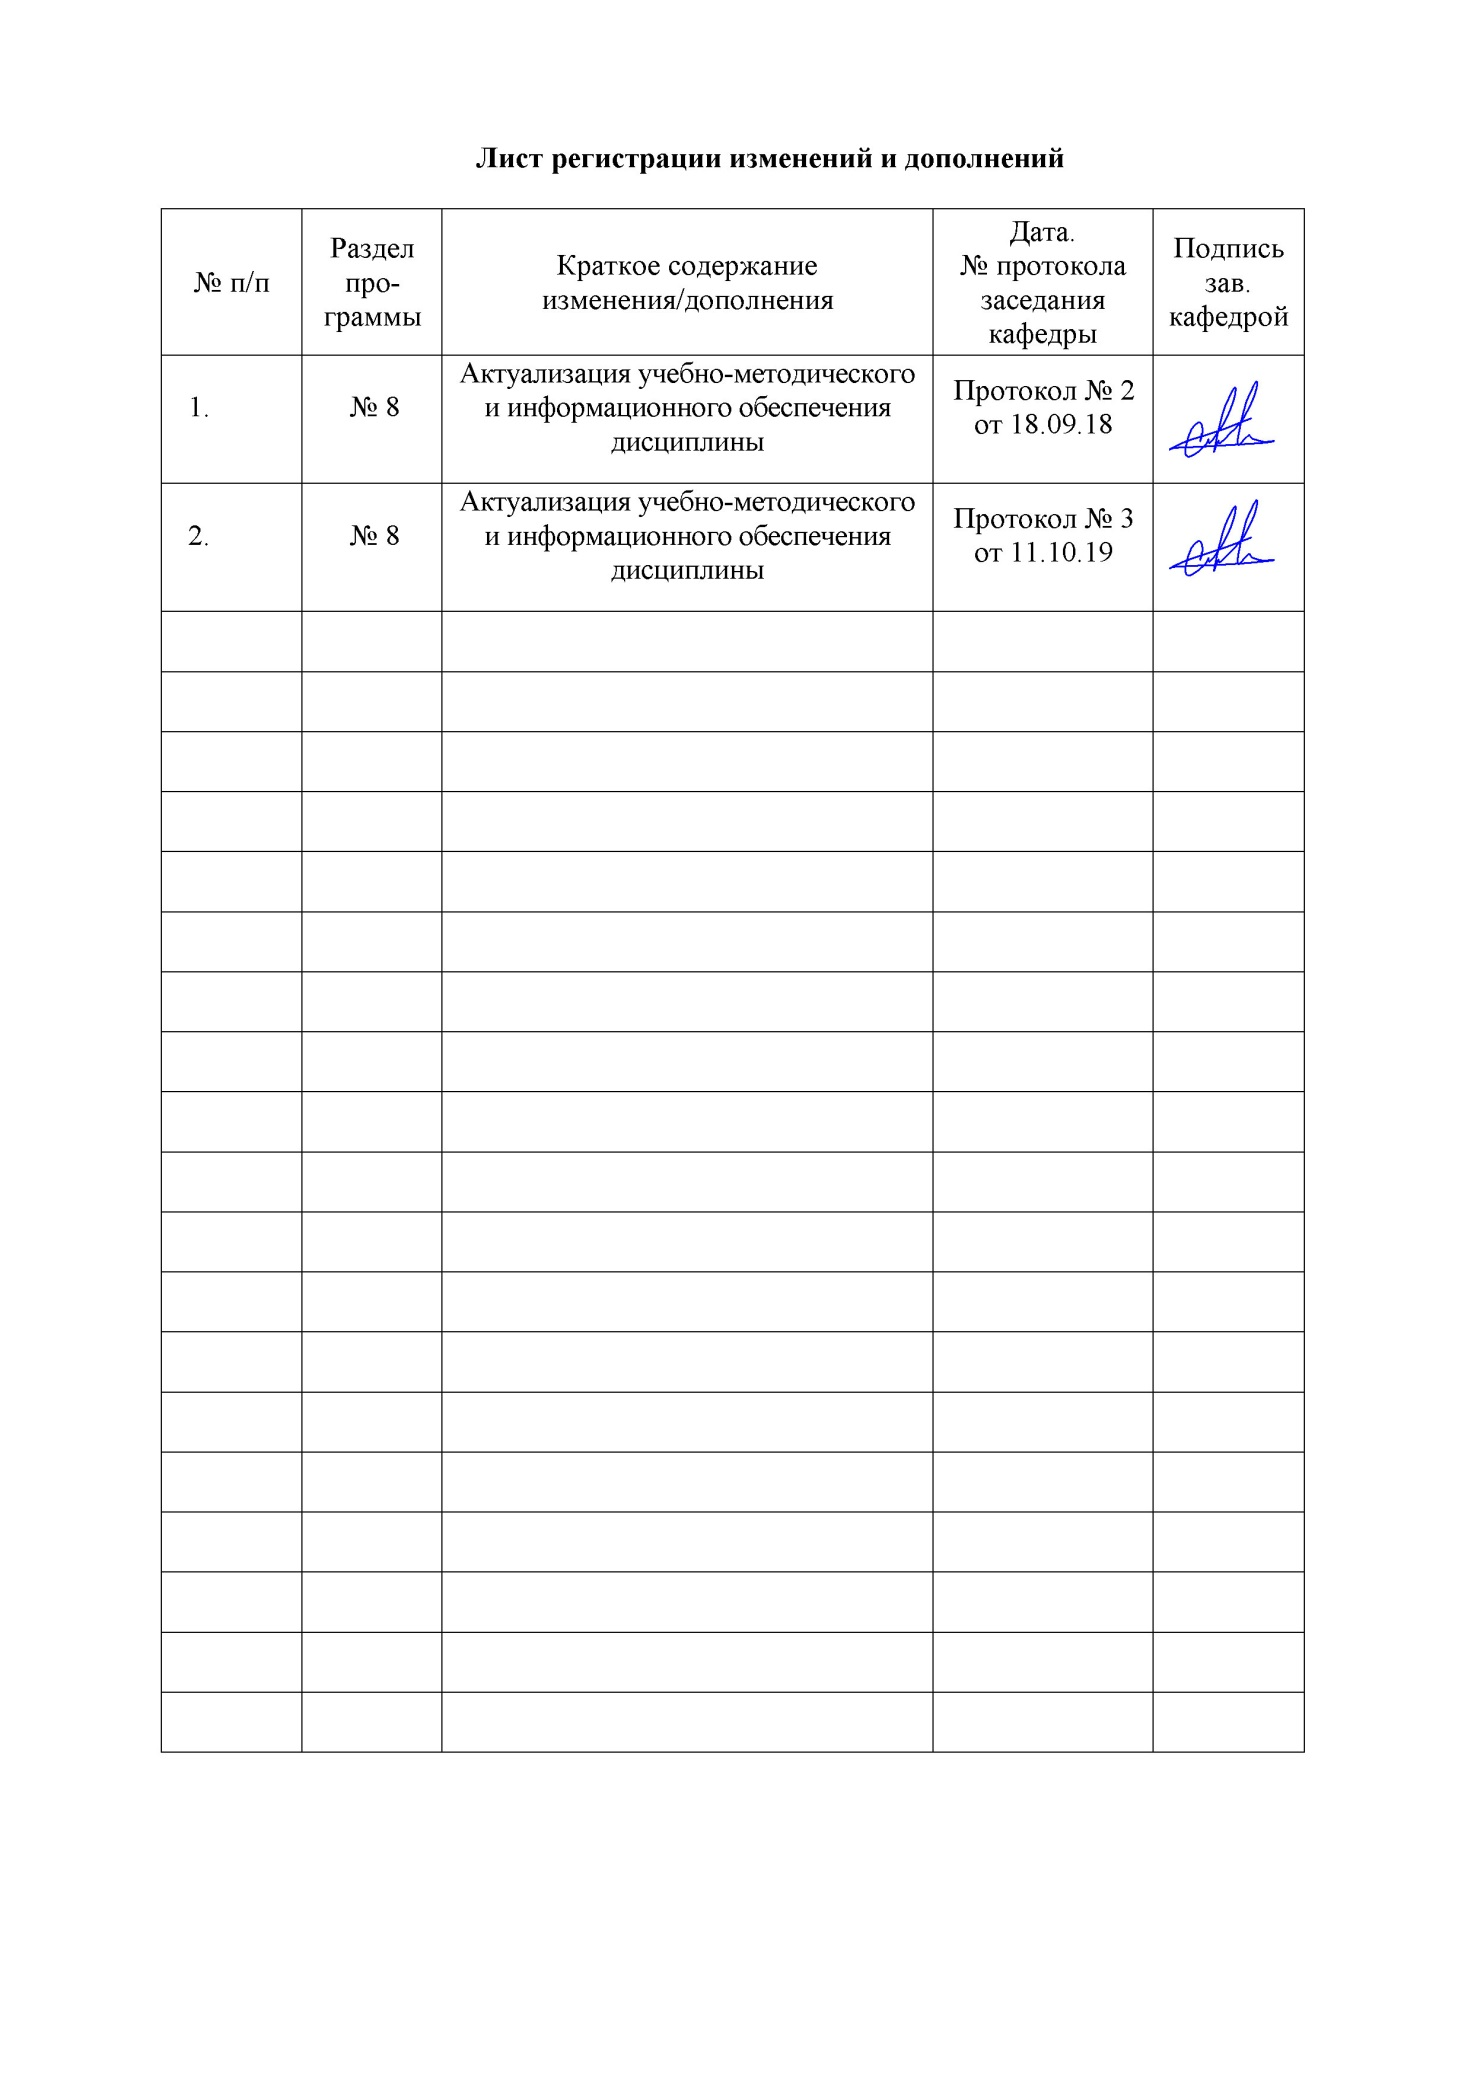 Лист регистрации изменений и дополнений
№ п/п
Раздел
про-
граммы
Краткое содержание
изменения/дополнения
Дата.
№ протокола
заседания
кафедры
Подпись
зав.
кафедрой
1.
№ 8
Актуализация учебно-методического
и информационного обеспечения
дисциплины
Протокол № 2
от 18.09.18
2.
№ 8
Актуализация учебно-методического
и информационного обеспечения
дисциплины
Протокол № 3
от 11.10.19